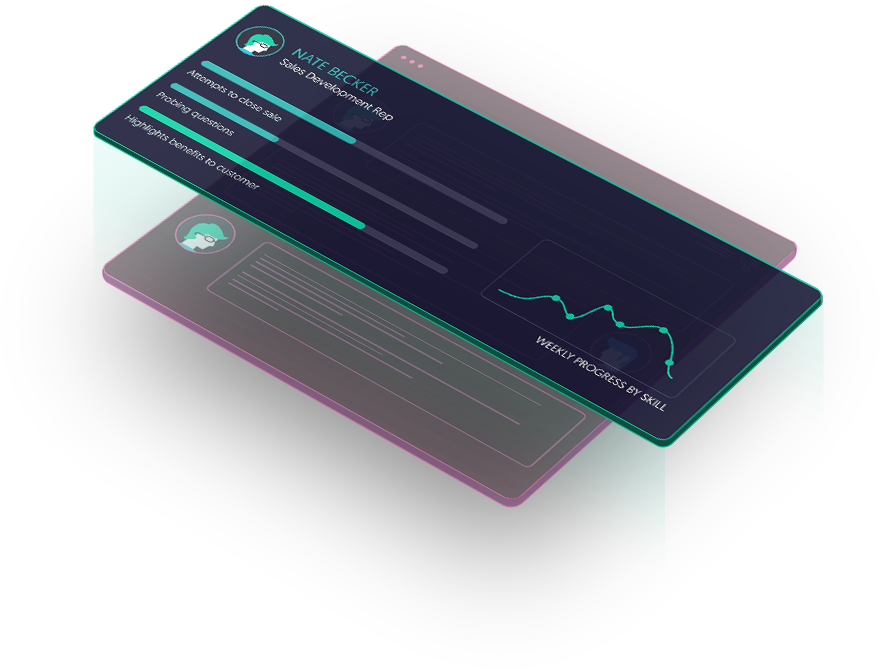 NATE BECKER
Sales Development Rep
Attempts to close sale
Probing questions
Highlights benefits to customer
WEEKLY PROGRESS BY SKILL